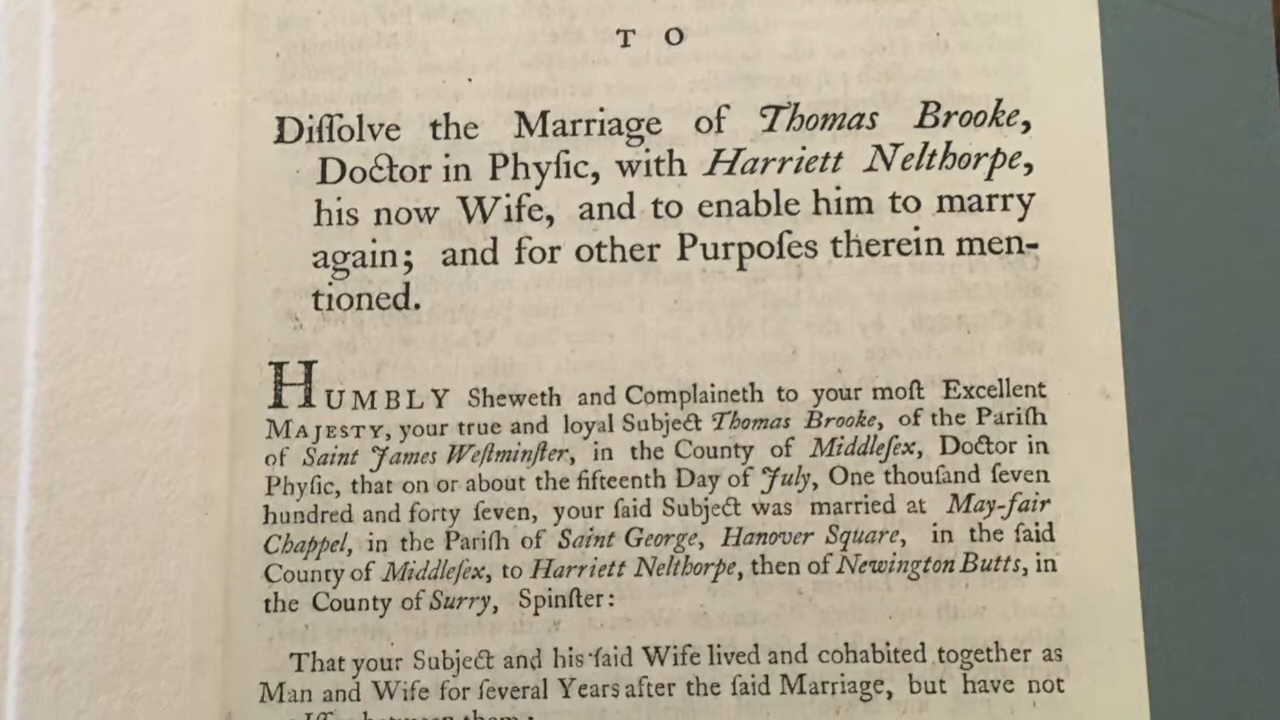 T O
Diſſolve the Marriage of Thomas Brooke,
Doctor in Phyſic, with Harriett Nelthorpe,
his now Wife, and to enable him to marry
again; and for other Purpoſes therein men-
tioned.
HUMBLY Sheweth and Complaineth to your moſt Excellent
MAJESTY, your true and loyal Subject Thomas Brooke, of the Pariſh
of Saint James Weſtminſter, in the County of Middleſex, Doctor in
Phyſic, that on or about the fifteenth Day of July, One thouſand ſeven
hundred and forty ſeven, your ſaid Subject was married at May-fair
Chappel, in the Pariſh of Saint George, Hanover Square, in the ſaid
County of Middleſex, to Harriett Nelthorpe, then of Newington Butts, in
the County of Surry, Spinſter:
That your Subject and his ſaid Wife lived and cohabited together as
Man and Wife for ſeveral Years after the ſaid Marriage, but have not